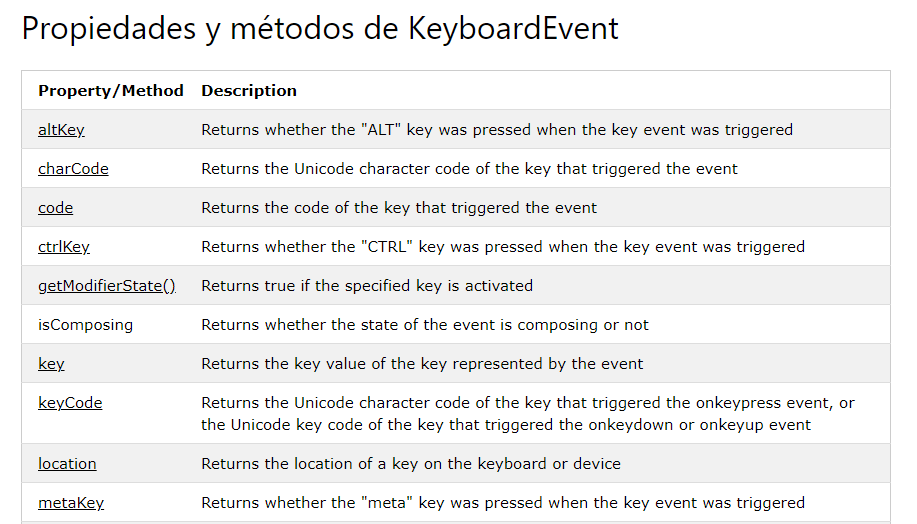 Propiedades y métodos de KeyboardEvent
Property/Method Description
altKey Returns whether the "ALT" key was pressed when the key event was triggered
charCode Returns the Unicode character code of the key that triggered the event
code Returns the code of the key that triggered the event
ctrlKey Returns whether the "CTRL" key was pressed when the key event was triggered
getModifierState() Returns true if the specified key is activated
isComposing Returns whether the state of the event is composing or not
key Returns the key value of the key represented by the event
keyCode Returns the Unicode character code of the key that triggered the onkeypress event, or
the Unicode key code of the key that triggered the onkeydown or onkeyup event
location Returns the location of a key on the keyboard or device
metaKey Returns whether the "meta" key was pressed when the key event was triggered